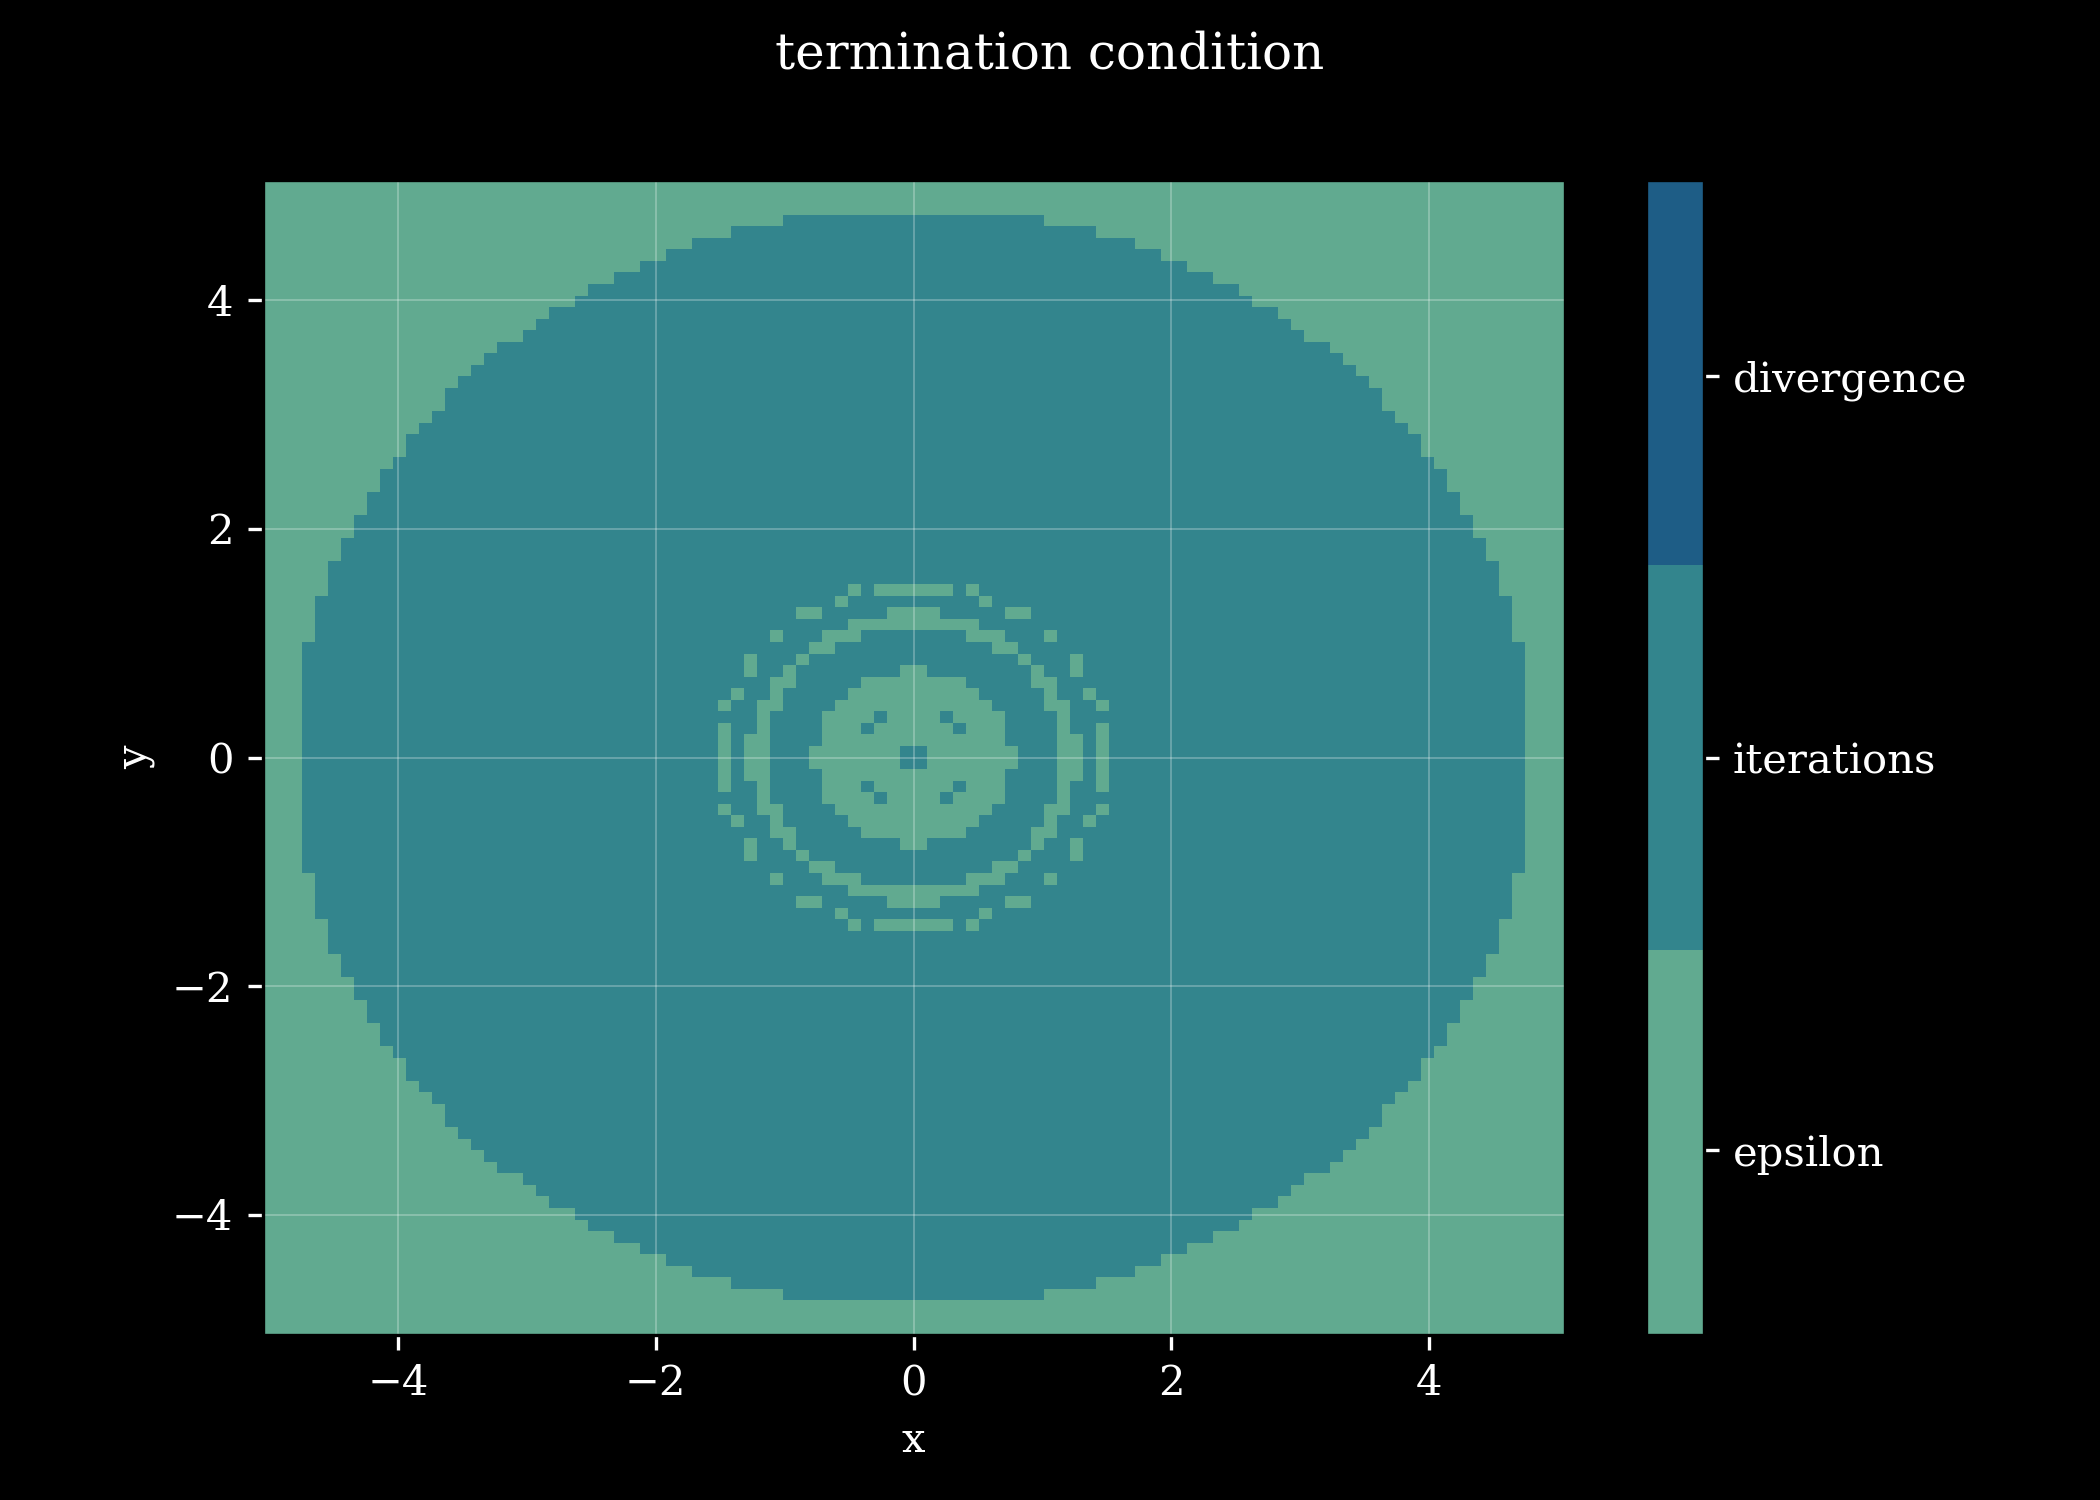 termination condition
4
2
0
−2
−4
y
−4
−2
0
2
4
x
divergence
iterations
epsilon